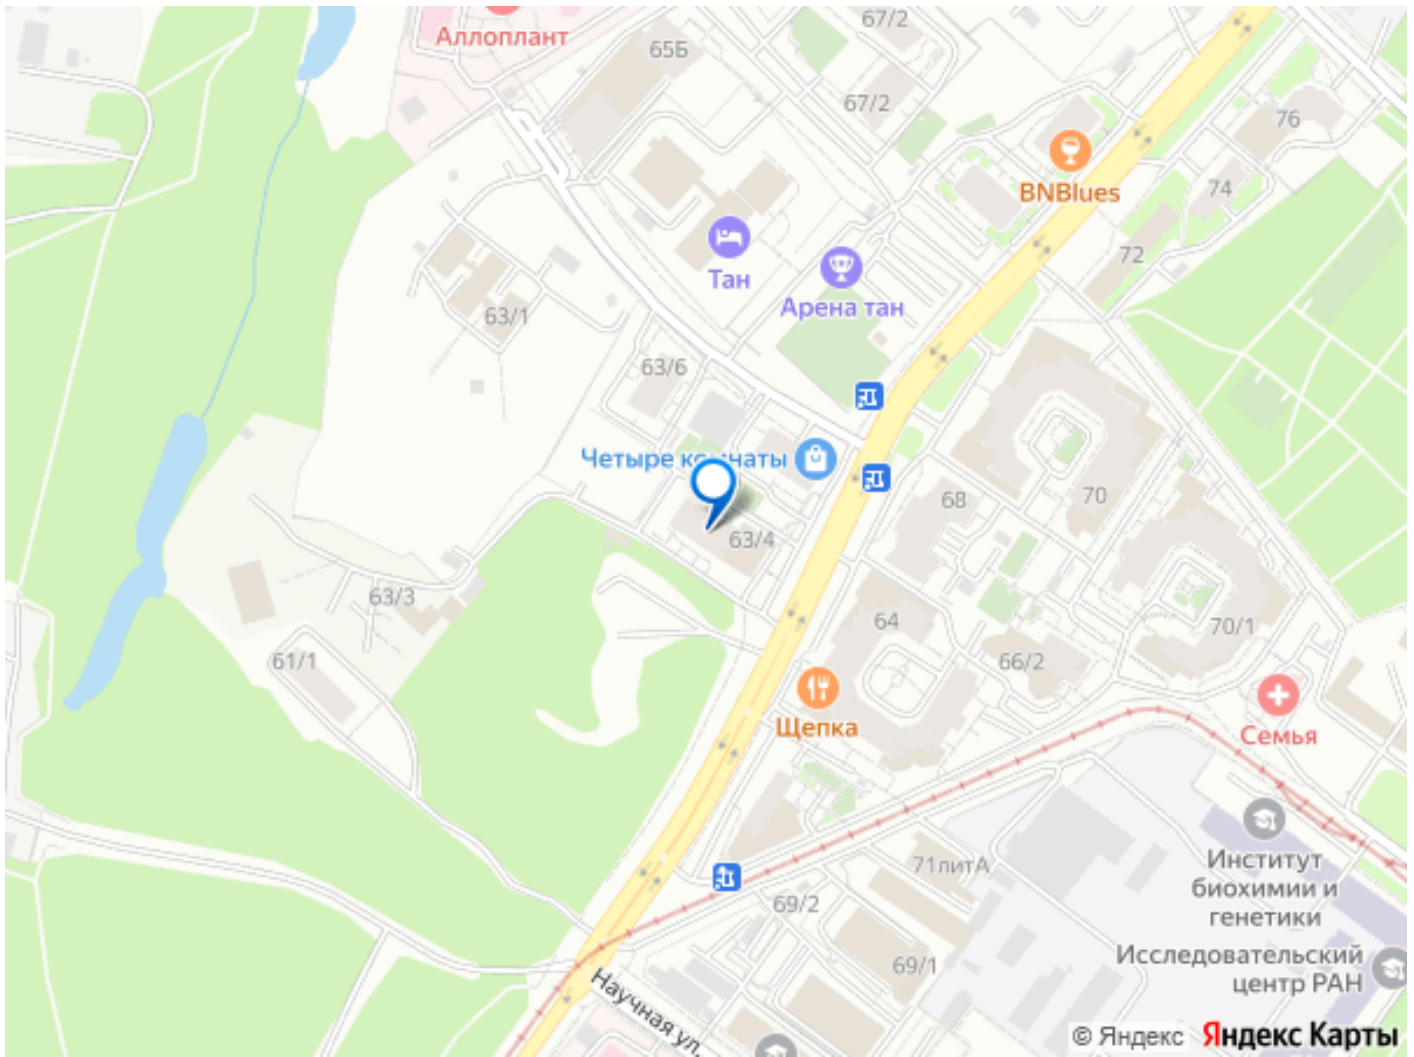 67/2
Аллоплант
65Б
67/2
76
BNBlues
74
72
Тан
Арена тан
63/1
63/6
Четыре комнаты
70
68
63/4
63/3
64
70/1
61/1
66/2
Щепка
Семья
Институт
биохимии и
генетики
71литА
69/2
Исследовательский
центр РАН
69/1
Научная ул.
© Яндекс Яндекс Карты